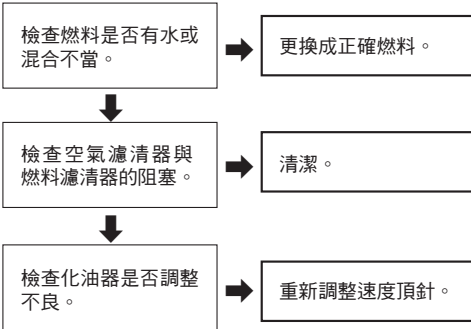 檢查燃料是否有水或
混合不當。
更換成正確燃料。
檢查空氣濾清器與
燃料濾清器的阻塞。
清潔。
檢查化油器是否調整
不良。
重新調整速度頂針。